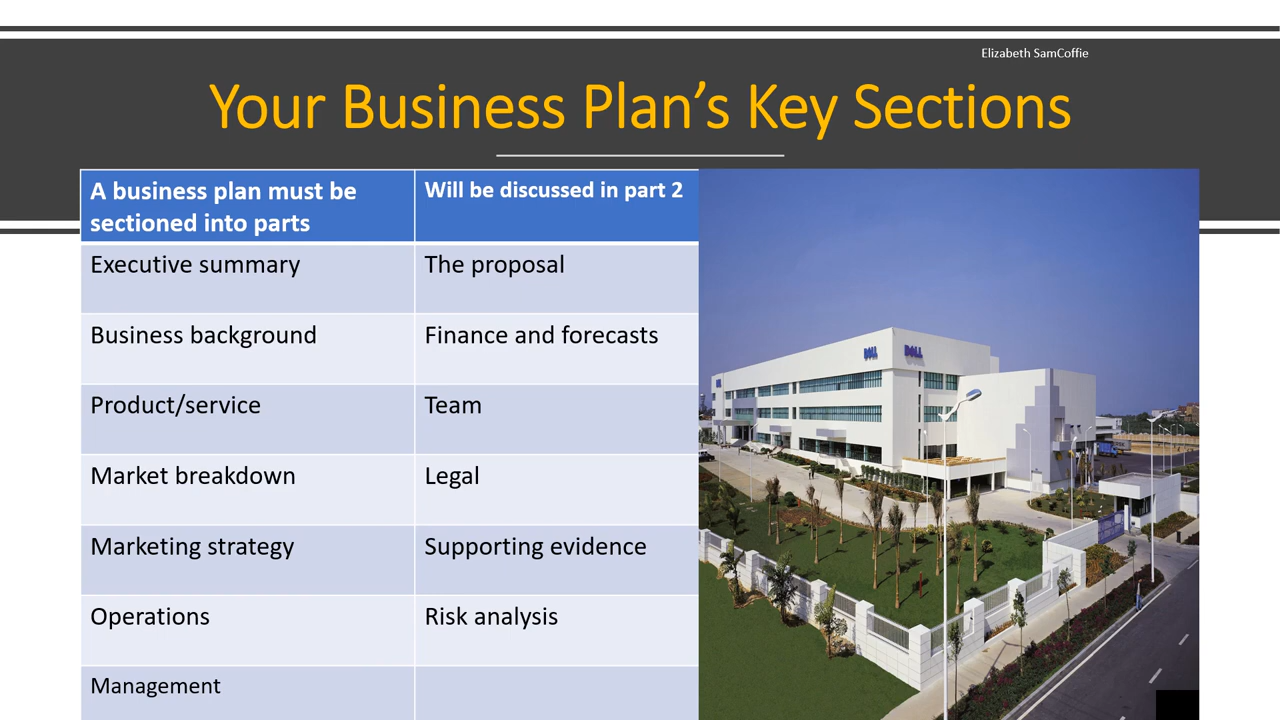 Elizabeth SamCoffie
Your Business Plan’s Key Sections
A business plan must be
sectioned into parts
Will be discussed in part 2
Executive summary
The proposal
Business background
Finance and forecasts
Product/service
Team
Market breakdown
Legal
Marketing strategy
Supporting evidence
Operations
Risk analysis
Management